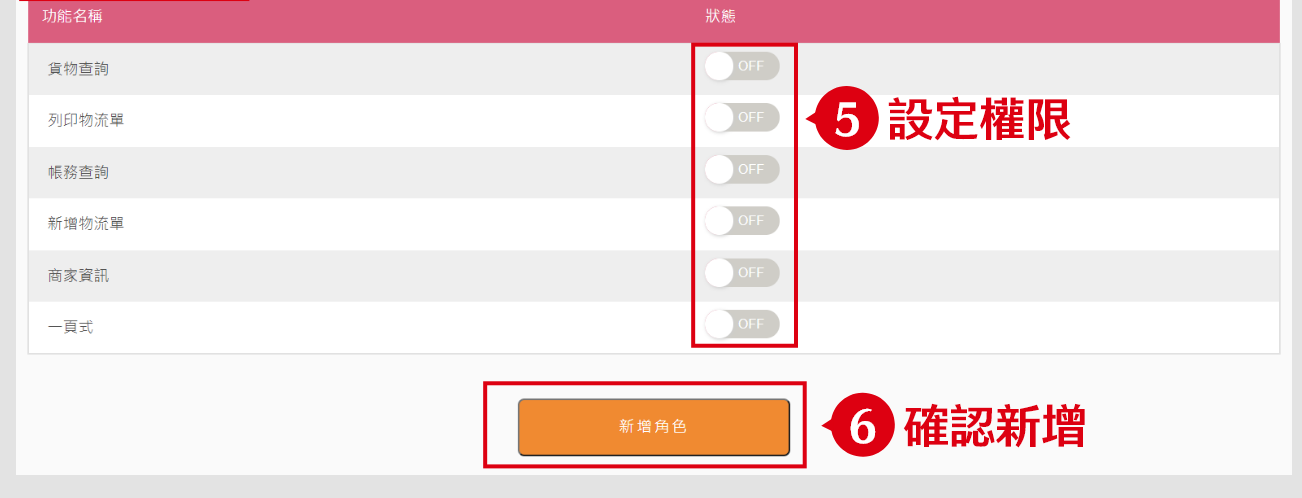 功能名稱 狀態
貨物查詢 OFF
列印物流單 OFF
5 設定權限
帳務查詢 OFF
新增物流單 OFF
商家資訊 OFF
一頁式 OFF
新增角色
6 確認新增